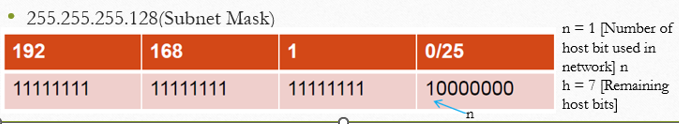 • 255.255.255.128(Subnet Mask)
192 168 1 0/25
11111111 11111111 11111111 10000000
n
n = 1 [Number of
host bit used in
network] n
h = 7 [Remaining
host bits]